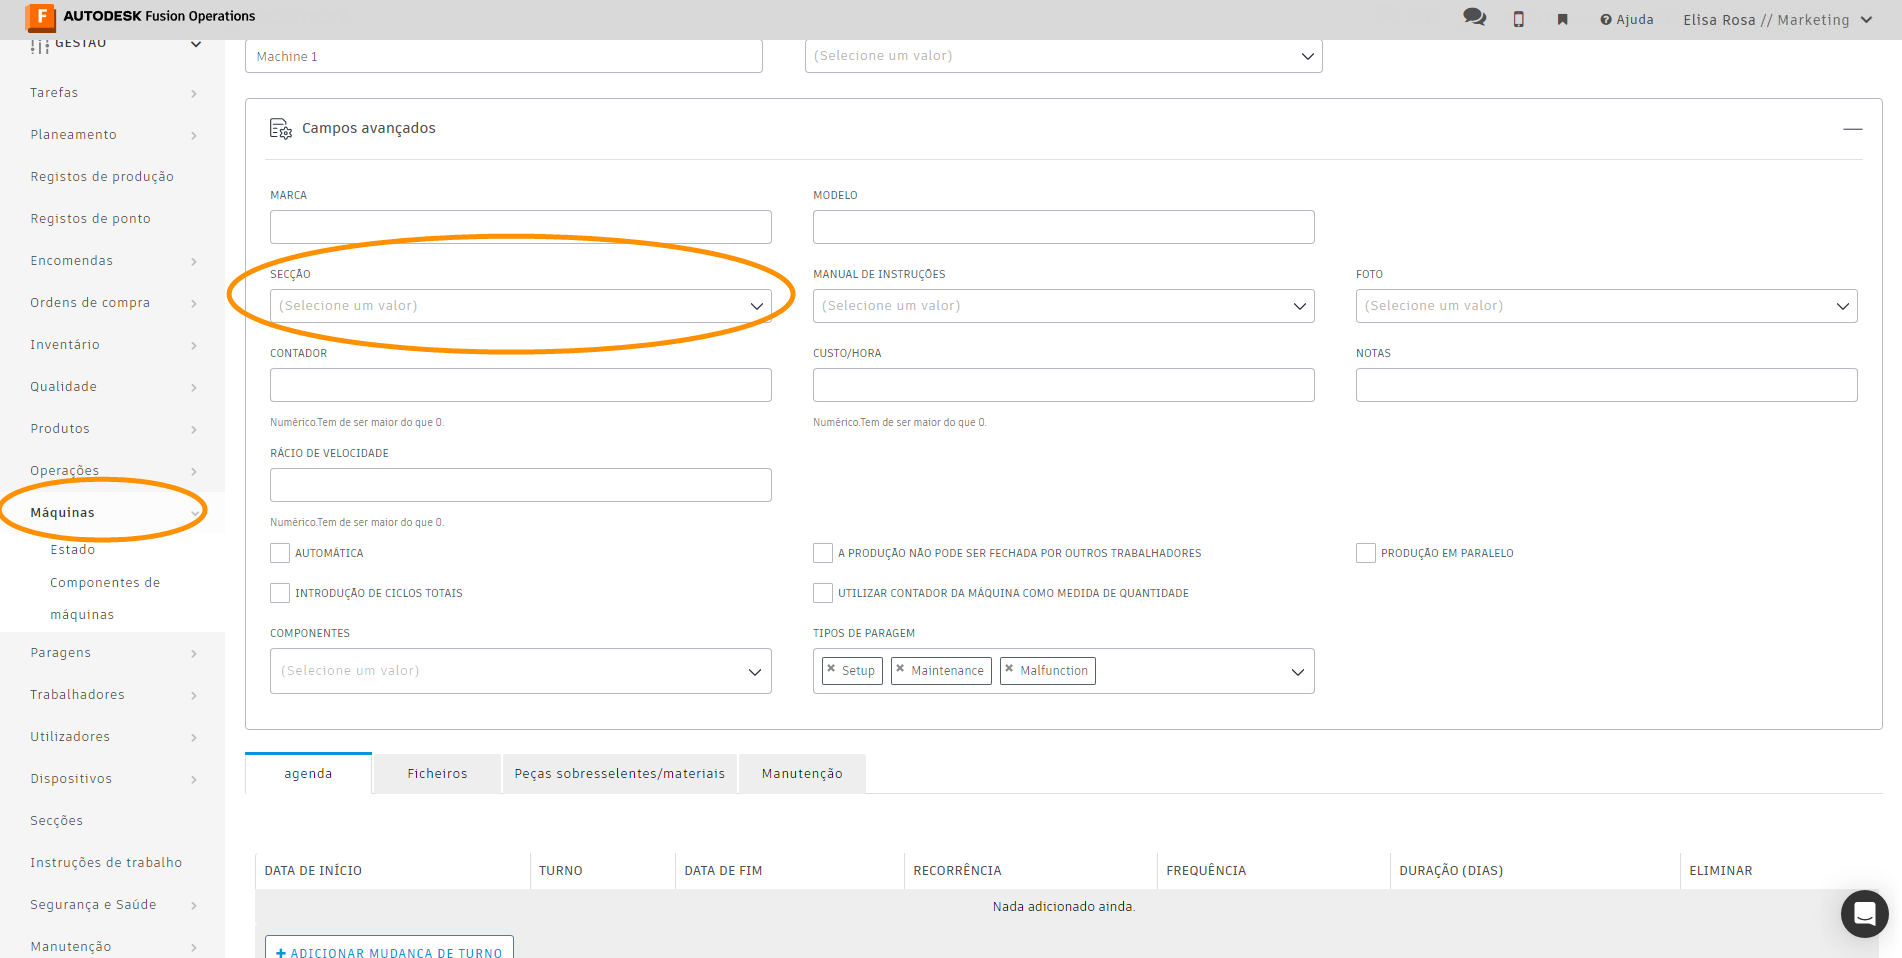 AUTODESK Fusion Operations
Ajuda
Elisa Rosa // Marketing
GESTÃO
Tarefas
Planeamento
Registos de produção
Registos de ponto
Encomendas
Ordens de compra
Inventário
Qualidade
Produtos
Operações
Máquinas
Estado
Componentes de
máquinas
Paragens
Trabalhadores
Utilizadores
Dispositivos
Secções
Instruções de trabalho
Segurança e Saúde
Manutenção
Machine 1
(Selecione um valor)
Campos avançados
MARCA
MODELO
SECÇÃO
(Selecione um valor)
MANUAL DE INSTRUÇÕES
(Selecione um valor)
FOTO
(Selecione um valor)
CONTADOR
Numérico.Tem de ser maior do que 0.
CUSTO/HORA
Numérico.Tem de ser maior do que 0.
NOTAS
RÁCIO DE VELOCIDADE
Numérico.Tem de ser maior do que 0.
AUTOMÁTICA
A PRODUÇÃO NÃO PODE SER FECHADA POR OUTROS TRABALHADORES
PRODUÇÃO EM PARALELO
INTRODUÇÃO DE CICLOS TOTAIS
UTILIZAR CONTADOR DA MÁQUINA COMO MEDIDA DE QUANTIDADE
COMPONENTES
(Selecione um valor)
TIPOS DE PARAGEM
× Setup × Maintenance × Malfunction
agenda
Ficheiros
Peças sobresselentes/materiais
Manutenção
DATA DE INÍCIO
TURNO
DATA DE FIM
RECORRÊNCIA
FREQUÊNCIA
DURAÇÃO (DIAS)
ELIMINAR
Nada adicionado ainda.
+ ADICIONAR MUDANÇA DE TURNO